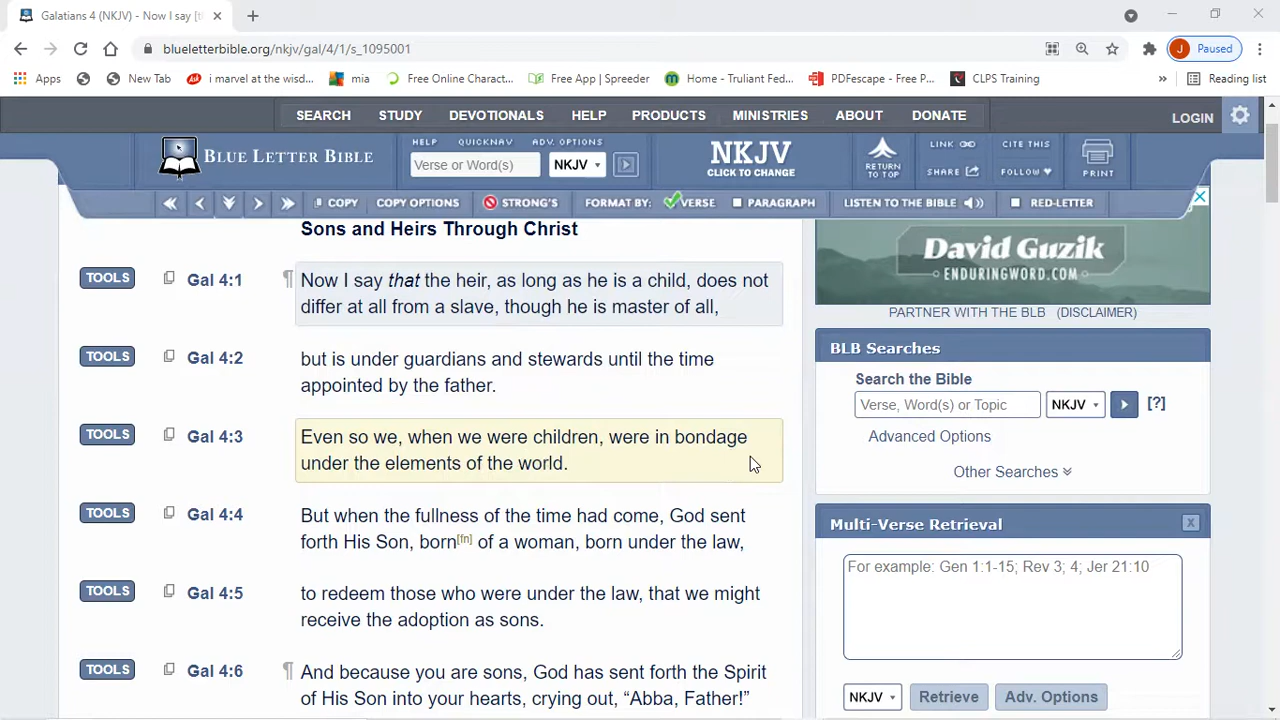 Galatians 4 (NKJV) - Now I say [th
blueletterbible.org/nkjv/gal/4/1/s_1095001
J Paused
Apps
New Tab
i marvel at the wisd...
mia
Free Online Charact...
Free App | Spreeder
Home - Truliant Fed...
PDFescape - Free P...
CLPS Training
»
Reading list
SEARCH STUDY DEVOTIONALS HELP PRODUCTS MINISTRIES ABOUT DONATE LOGIN
BLUE LETTER BIBLE
HELP QUICKNAV ADV. OPTIONS
Verse or Word(s) NKJV
NKJV
CLICK TO CHANGE
RETURN
TO TOP
LINK CITE THIS
SHARE FOLLOW
PRINT
COPY COPY OPTIONS STRONG'S FORMAT BY: VERSE PARAGRAPH LISTEN TO THE BIBLE RED-LETTER
Sons and Heirs Through Christ
TOOLS Gal 4:1 ¶ Now I say that the heir, as long as he is a child, does not
differ at all from a slave, though he is master of all,
TOOLS Gal 4:2 but is under guardians and stewards until the time
appointed by the father.
TOOLS Gal 4:3 Even so we, when we were children, were in bondage
under the elements of the world.
TOOLS Gal 4:4 But when the fullness of the time had come, God sent
forth His Son, born[fn] of a woman, born under the law,
TOOLS Gal 4:5 to redeem those who were under the law, that we might
receive the adoption as sons.
TOOLS Gal 4:6 ¶ And because you are sons, God has sent forth the Spirit
of His Son into your hearts, crying out, “Abba, Father!”
David Guzik
ENDURINGWORD.COM
PARTNER WITH THE BLB (DISCLAIMER)
BLB Searches
Search the Bible
Verse, Word(s) or Topic NKJV [?]
Advanced Options
Other Searches
Multi-Verse Retrieval X
For example: Gen 1:1-15; Rev 3; 4; Jer 21:10
NKJV Retrieve Adv. Options